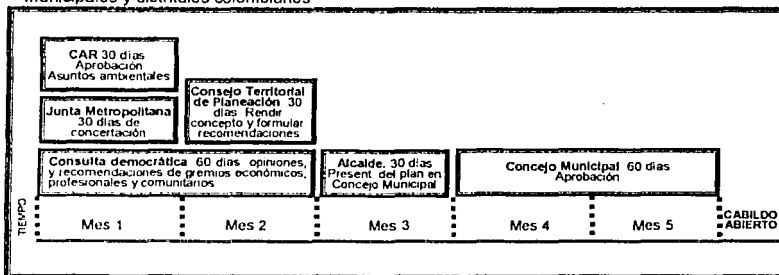 municipales y distritales colombianos
CAR 30 días
Aprobación
Asuntos ambientales
Junta Metropolitana
30 días de
concertación
Consejo Territorial
de Planeación 30
días Rendir
concepto y formular
recomendaciones
Consulta democrática 60 días opiniones,
y recomendaciones de gremios económicos,
profesionales y comunitarios
Alcalde. 30 días
Present del plan en
Concejo Municipal
Concejo Municipal 60 días
Aprobación
TIEMPO
Mes 1
Mes 2
Mes 3
Mes 4
Mes 5
CABILDO
ABIERTO